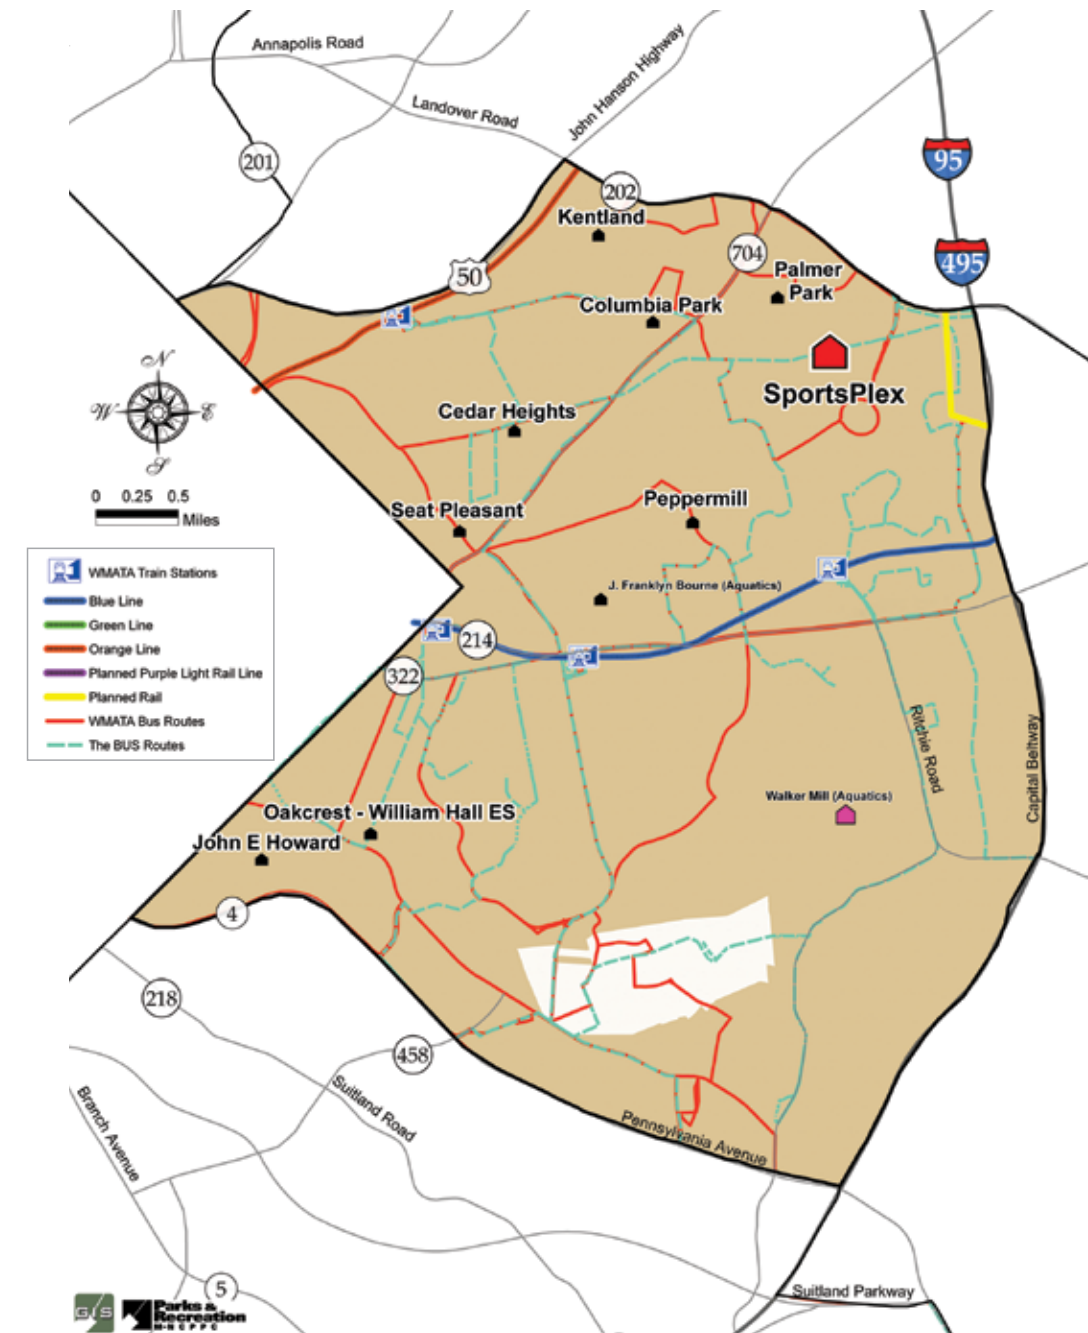 Annapolis Road
Landover Road
John Hanson Highway
201
95
202
Kentland
704
495
Palmer
Park
50
Columbia Park
SportsPlex
N
W
E
S
Cedar Heights
0 0.25 0.5
Miles
Seat Pleasant
Peppermill
J. Franklyn Bourne (Aquatics)
WMATA Train Stations
Blue Line
Green Line
Orange Line
Planned Purple Light Rail Line
Planned Rail
WMATA Bus Routes
The BUS Routes
214
322
Ritchie Road
Capital Beltway
Walker Mill (Aquatics)
Oakcrest - William Hall ES
John E Howard
4
218
458
Suitland Road
Branch Avenue
Pennsylvania Avenue
5
Suitland Parkway
GIS
Parks &
Recreation
M-NCPPC